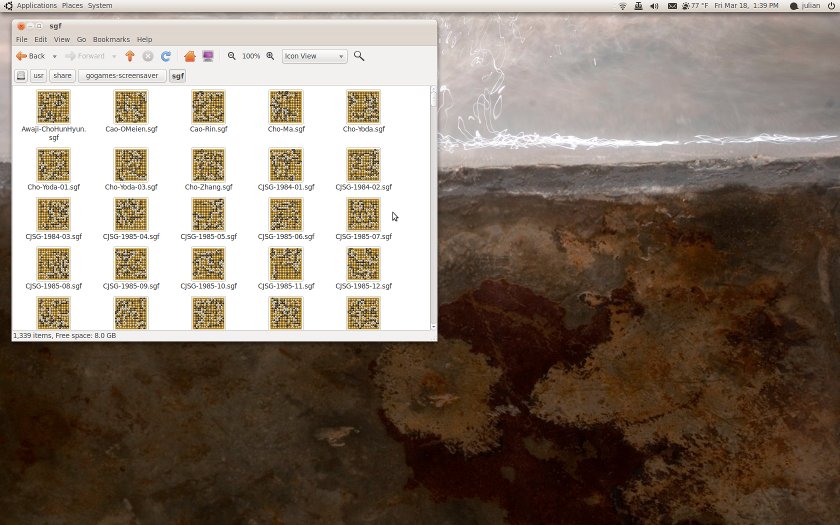 Applications Places System 77 °F Fri Mar 18, 1:39 PM julian
sgf
File Edit View Go Bookmarks Help
Back Forward 100% Icon View
usr share gogames-screensaver sgf
Awaji-ChoHunHyun.
sgf
Cao-OMeien.sgf Cao-Rin.sgf Cho-Ma.sgf Cho-Yoda.sgf
Cho-Yoda-01.sgf Cho-Yoda-03.sgf Cho-Zhang.sgf CJSG-1984-01.sgf CJSG-1984-02.sgf
CJSG-1984-03.sgf CJSG-1985-04.sgf CJSG-1985-05.sgf CJSG-1985-06.sgf CJSG-1985-07.sgf
CJSG-1985-08.sgf CJSG-1985-09.sgf CJSG-1985-10.sgf CJSG-1985-11.sgf CJSG-1985-12.sgf
1,339 items, Free space: 8.0 GB